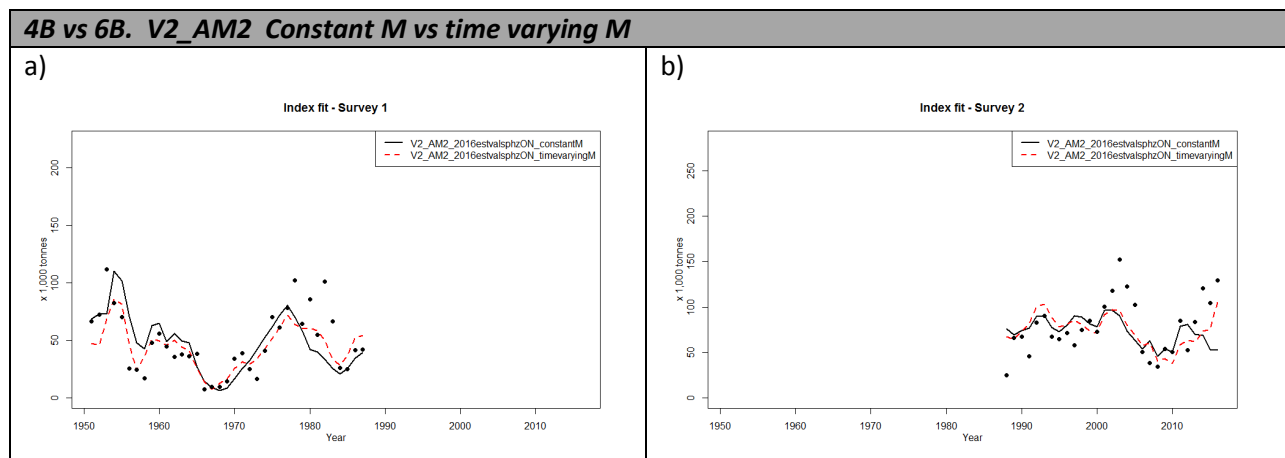 4B vs 6B. V2_AM2 Constant M vs time varying M
a)
Index fit - Survey 1
V2_AM2_2016estvalsphzON_constantM
V2_AM2_2016estvalsphzON_timevaryingM
200
150
100
50
0
x 1,000 tonnes
1950 1960 1970 1980 1990 2000 2010
Year
b)
Index fit - Survey 2
V2_AM2_2016estvalsphzON_constantM
V2_AM2_2016estvalsphzON_timevaryingM
250
200
150
100
50
0
x 1,000 tonnes
1950 1960 1970 1980 1990 2000 2010
Year